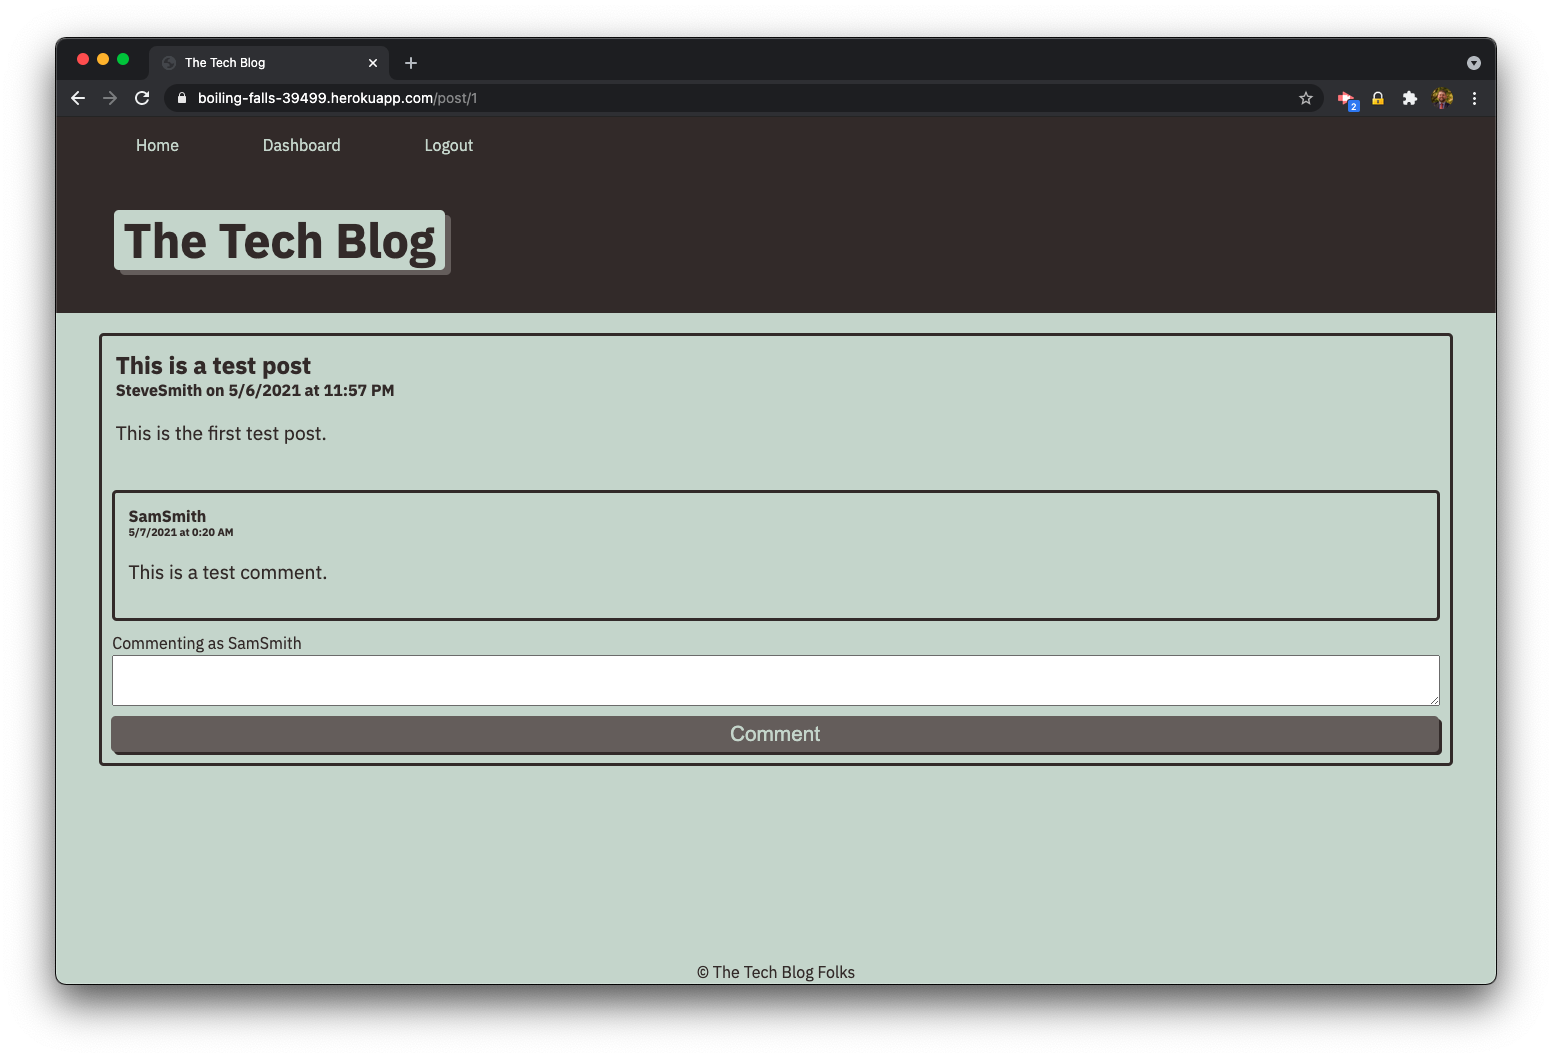 The Tech Blog
boiling-falls-39499.herokuapp.com/post/1
2
Home Dashboard Logout
The Tech Blog
This is a test post
SteveSmith on 5/6/2021 at 11:57 PM
This is the first test post.
SamSmith
5/7/2021 at 0:20 AM
This is a test comment.
Commenting as SamSmith
Comment
© The Tech Blog Folks